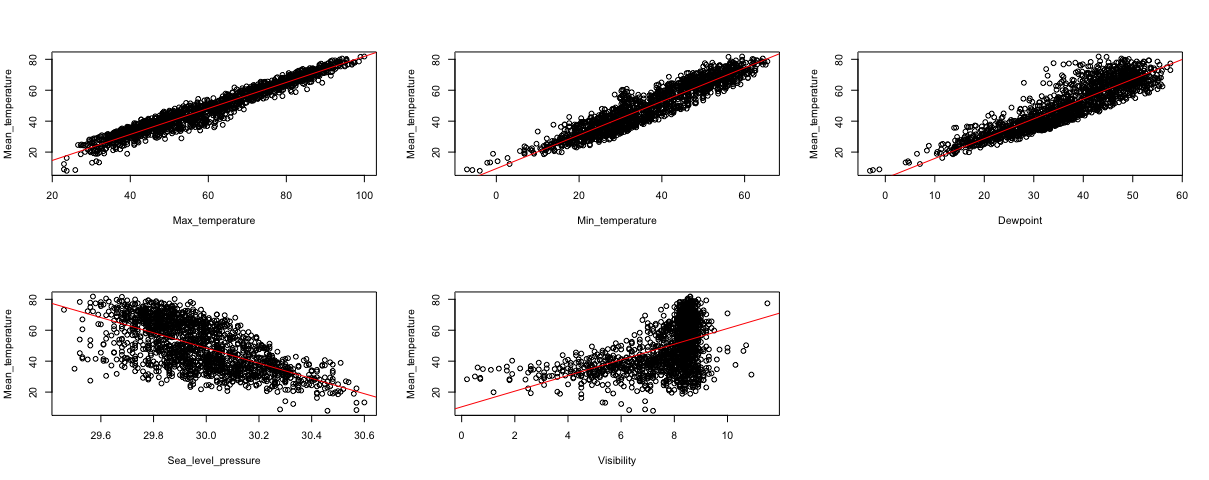 Mean_temperature
80
60
40
20
20 40 60 80 100
Max_temperature
Mean_temperature
80
60
40
20
0 20 40 60
Min_temperature
Mean_temperature
80
60
40
20
0 10 20 30 40 50 60
Dewpoint
Mean_temperature
80
60
40
20
29.6 29.8 30.0 30.2 30.4 30.6
Sea_level_pressure
Mean_temperature
80
60
40
20
0 2 4 6 8 10
Visibility